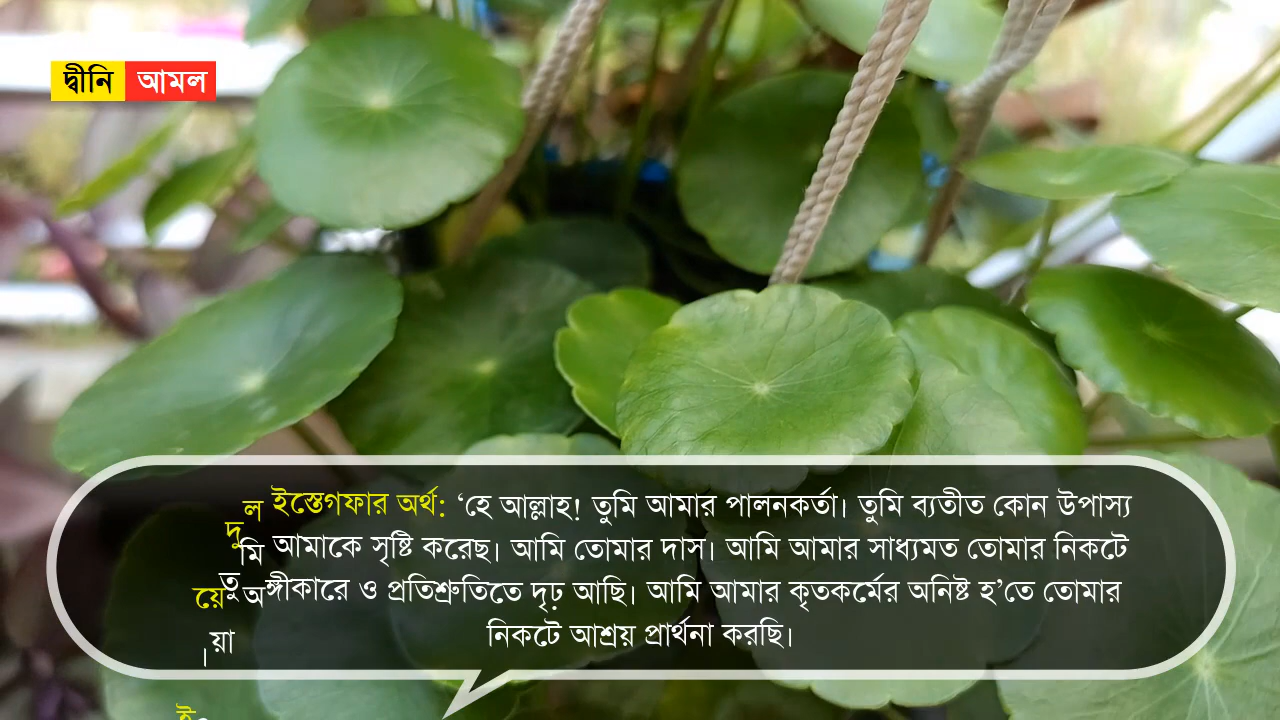 দ্বীনি আমল
দুল ইস্তেগফার অর্থ: ‘হে আল্লাহ! তুমি আমার পালনকর্তা। তুমি ব্যতীত কোন উপাস্য
মি আমাকে সৃষ্টি করেছ। আমি তোমার দাস। আমি আমার সাধ্যমত তোমার নিকটে
অঙ্গীকারে ও প্রতিশ্রুতিতে দৃঢ় আছি। আমি আমার কৃতকর্মের অনিষ্ট হ’তে তোমার
নিকটে আশ্রয় প্রার্থনা করছি।